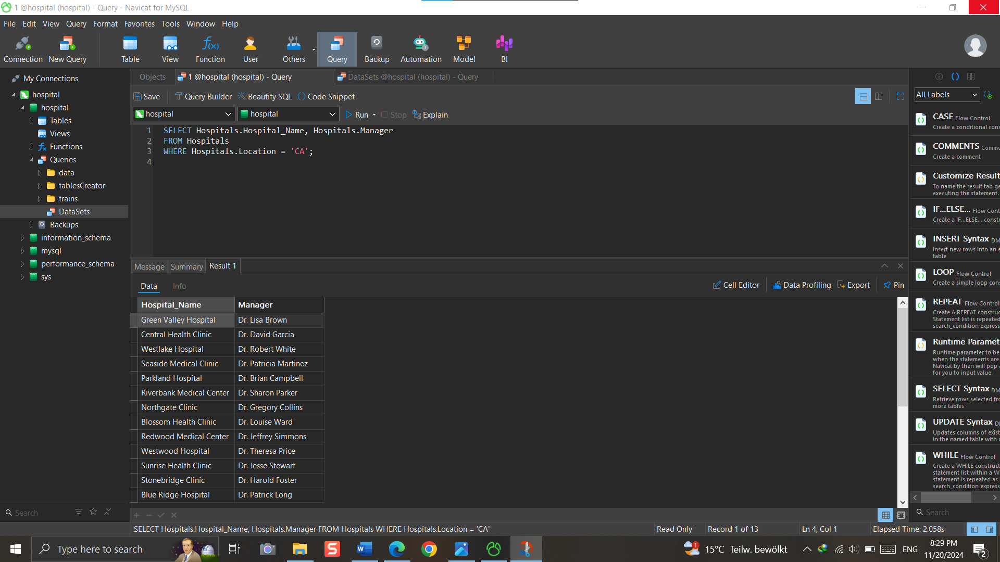 1 @hospital (hospital) - Query - Navicat for MySQL
File Edit View Query Format Favorites Tools Window Help
Connection New Query Table View Function User Others Query Backup Automation Model BI
My Connections
hospital
hospital
Tables
Views
Functions
Queries
data
tablesCreator
trains
DataSets
Backups
information_schema
mysql
performance_schema
sys
Search
Objects 1 @hospital (hospital) - Query DataSets @hospital (hospital) - Query
Save Query Builder Beautify SQL Code Snippet
hospital hospital Run Stop Explain
1 SELECT Hospitals.Hospital_Name, Hospitals.Manager
2 FROM Hospitals
3 WHERE Hospitals.Location = 'CA';
4
Message Summary Result 1
Data Info Cell Editor Data Profiling Export Pin
Hospital_Name Manager
Green Valley Hospital Dr. Lisa Brown
Central Health Clinic Dr. David Garcia
Westlake Hospital Dr. Robert White
Seaside Medical Clinic Dr. Patricia Martinez
Parkland Hospital Dr. Brian Campbell
Riverbank Medical Center Dr. Sharon Parker
Northgate Clinic Dr. Gregory Collins
Blossom Health Clinic Dr. Louise Ward
Redwood Medical Center Dr. Jeffrey Simmons
Westwood Hospital Dr. Theresa Price
Sunrise Health Clinic Dr. Jesse Stewart
Stonebridge Clinic Dr. Harold Foster
Blue Ridge Hospital Dr. Patrick Long
SELECT Hospitals.Hospital_Name, Hospitals.Manager FROM Hospitals WHERE Hospitals.Location = 'CA' Read Only Record 1 of 13 Ln 4, Col 1 Elapsed Time: 2.058s
All Labels
CASE Flow Control
Create a conditional cons
COMMENTS Comme
Create a comment
Customize Result
To name the result tab ge
executing the statement.
IF...ELSE... Flow Cont
Create a IF...ELSE... constr
INSERT Syntax DM
Insert new rows into an e
table
LOOP Flow Control
Create a simple loop cons
REPEAT Flow Control
Create A REPEAT construc
Statement list is repeated
search_condition express
Runtime Paramet
Runtime parameter to be
when the statements are
Navicat by then will pop a
for you to input value.
SELECT Syntax DM
Retrieve rows selected fro
more tables
UPDATE Syntax D
Updates columns of exist
in the named table with n
WHILE Flow Control
Create a WHILE construct
statement list within a W
statement is repeated as
search_condition express
Search
Type here to search
1 15°C Teilw. bewölkt ENG 8:29 PM
11/20/2024 2